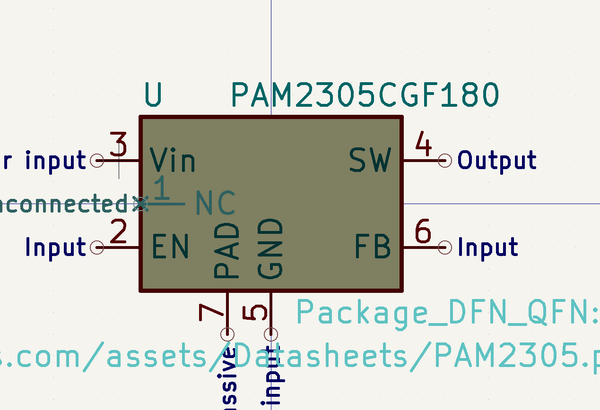 U PAM2305CGF180
r input 3 Vin SW 4 Output
nconnected 1 NC
Input 2 EN PAD GND FB 6 Input
7 5 Package_DFN_QFN:
s.com/assets/Datasheets/PAM2305.p
ssive input